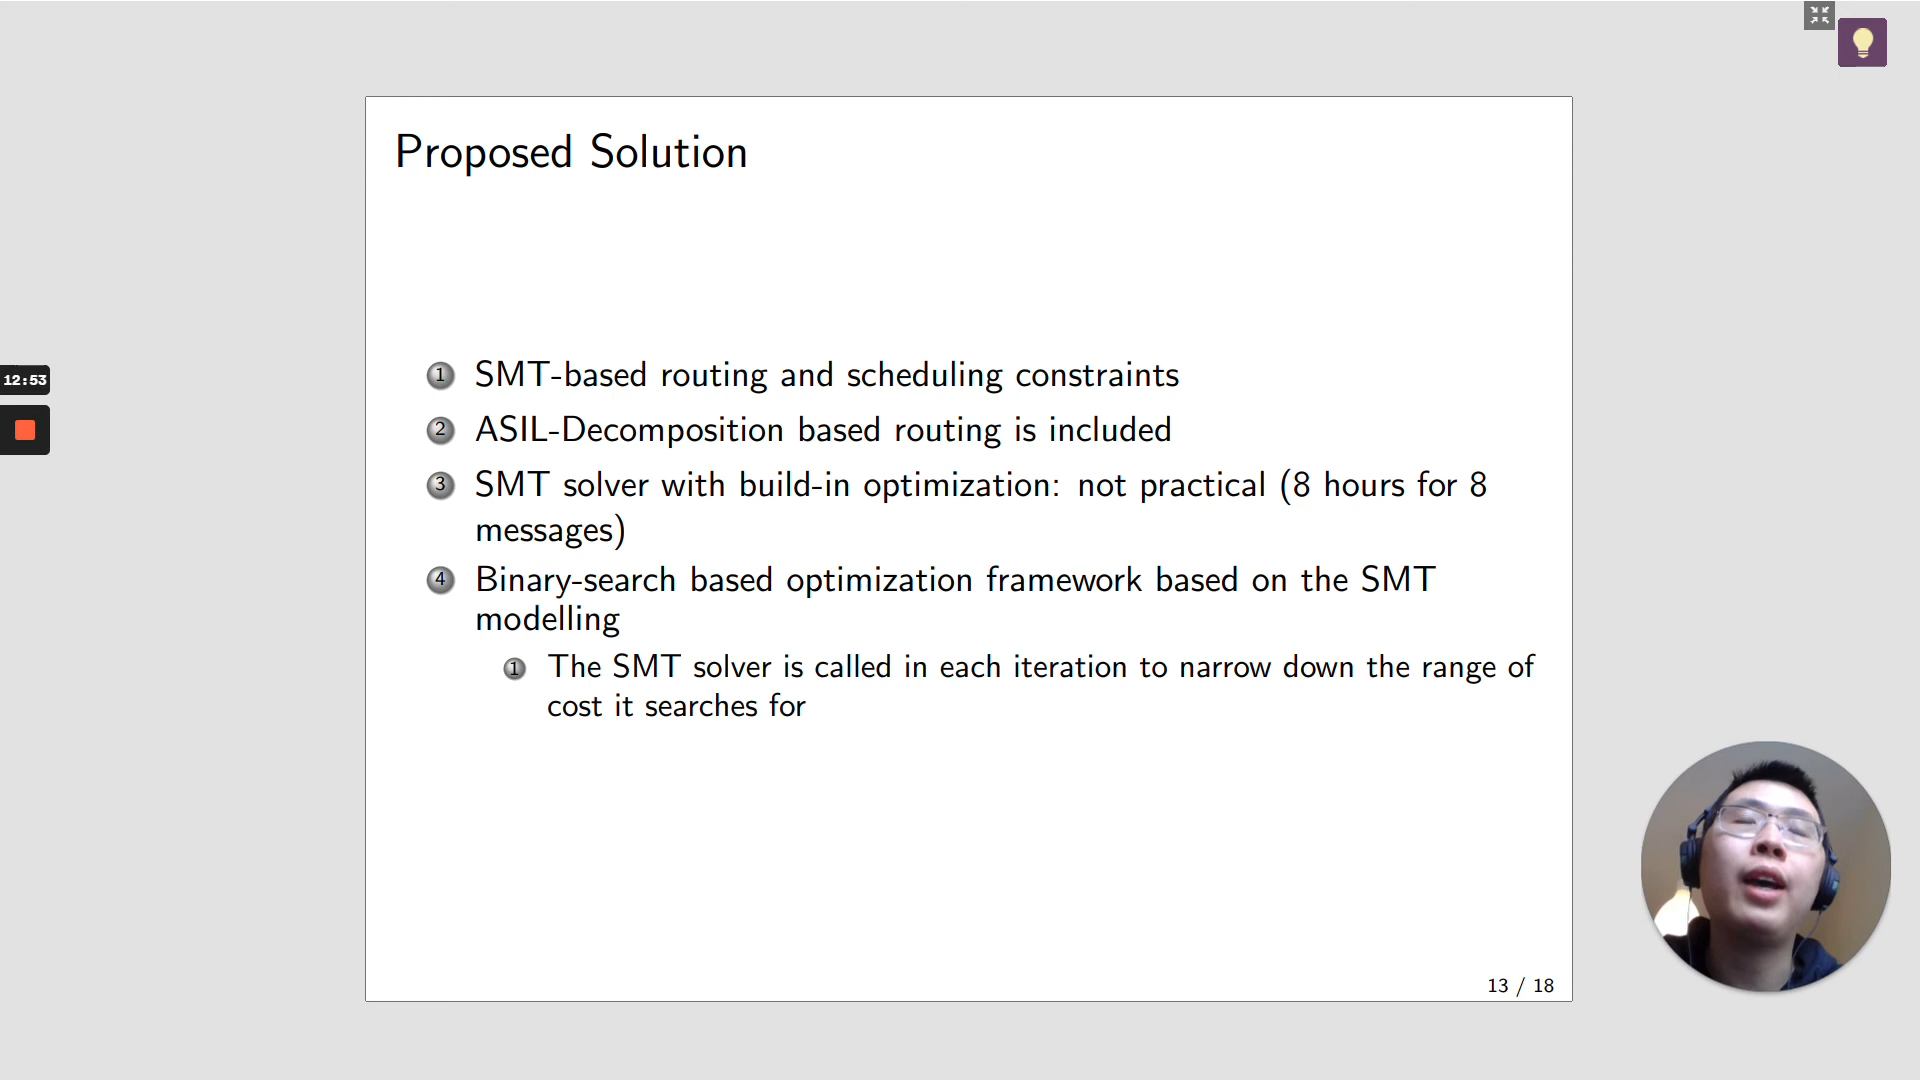 Proposed Solution
12:53
1 SMT-based routing and scheduling constraints
2 ASIL-Decomposition based routing is included
3 SMT solver with build-in optimization: not practical (8 hours for 8
messages)
4 Binary-search based optimization framework based on the SMT
modelling
1 The SMT solver is called in each iteration to narrow down the range of
cost it searches for
13 / 18